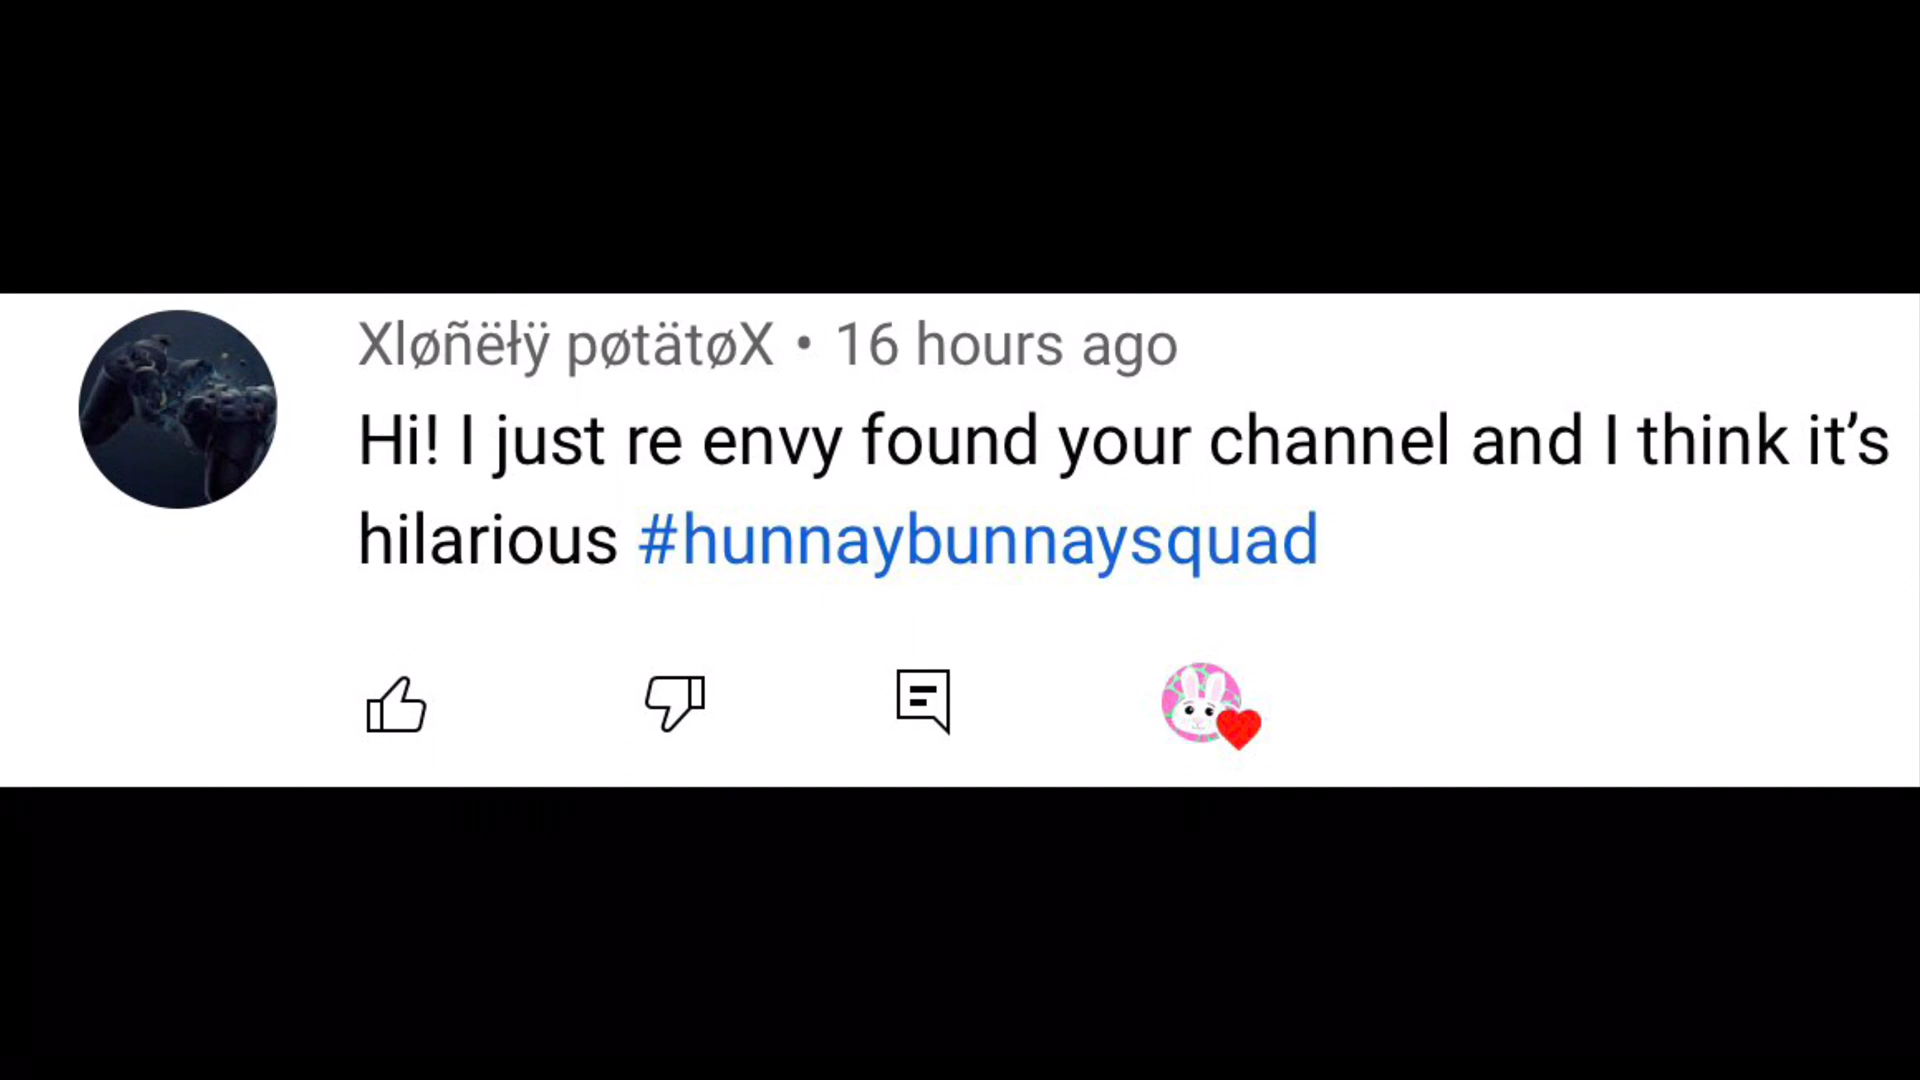 Xløñëłÿ pøtätøX • 16 hours ago
Hi! I just re envy found your channel and I think it’s
hilarious #hunnaybunnaysquad